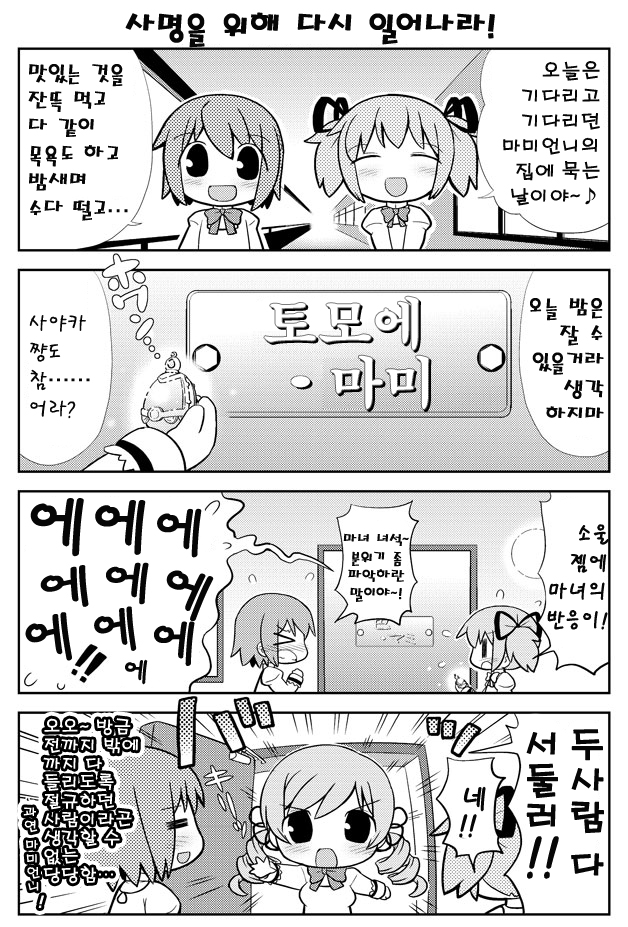 사명을 위해 다시 일어나라!
오늘은
기다리고
기다리던
마미언니의
집에 묵는
날이야~♪
맛있는 것을
잔뜩 먹고
다 같이
목욕도 하고
밤새며
수다 떨고...
오늘 밤은
잘 수
있을거라
생각
하지마
토모에
마미
사야카
쨩도
참……
어라?
소울
젬에
마녀의
반응이!
마녀 녀석~
분위기 좀
파악하란
말이야~!
에에에
에에에
에에에!!
에
두사람 다
서둘러!!
네!!
오오~ 방금
전까지 밖에
까지 다
들리도록
절규하던
사람이라곤
생각할 수
없는
당당함...
과연 마미언니!